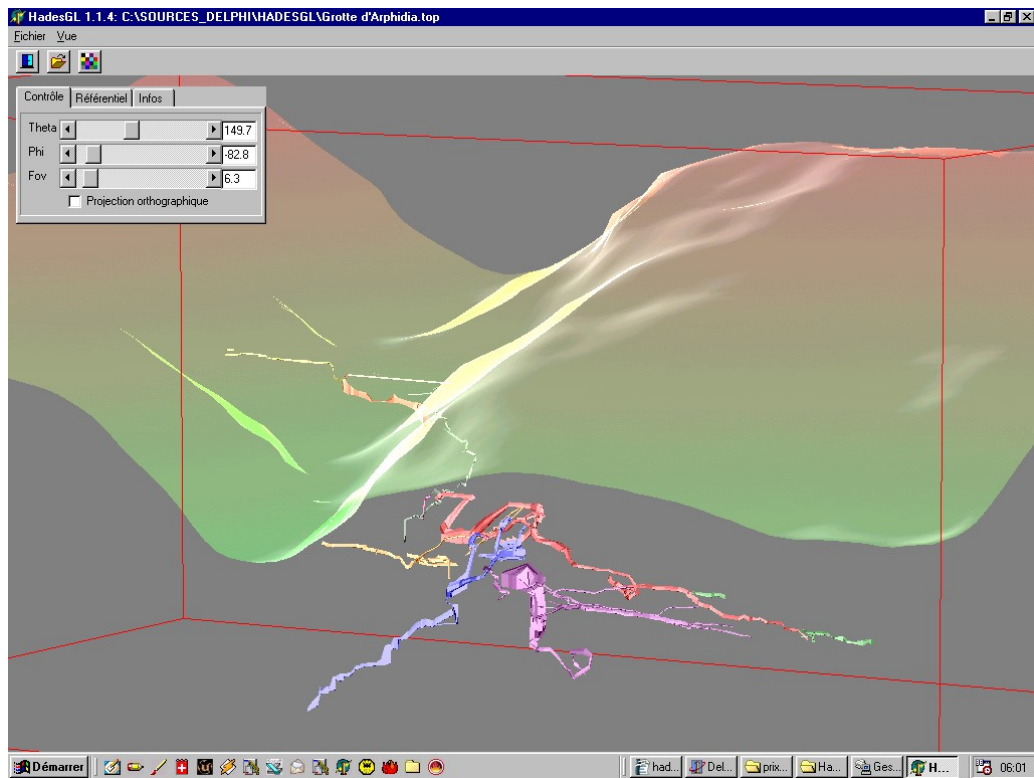 HadesGL 1.1.4: C:\SOURCES_DELPHI\HADESGL\Grotte d'Arphidia.top
Fichier Vue
Contrôle Référentiel Infos
Theta 149.7
Phi -82.8
Fov 6.3
Projection orthographique
Démarrer had... Del... prix... Ha... Ges... H... 06:01